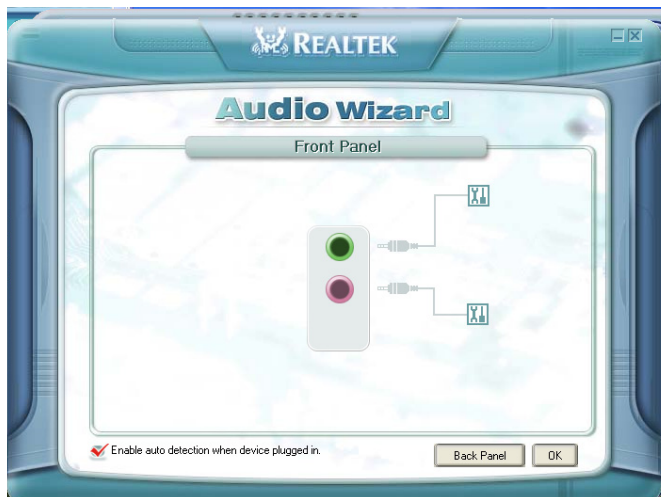 REALTEK
Audio Wizard
Front Panel
Enable auto detection when device plugged in.
Back Panel
OK